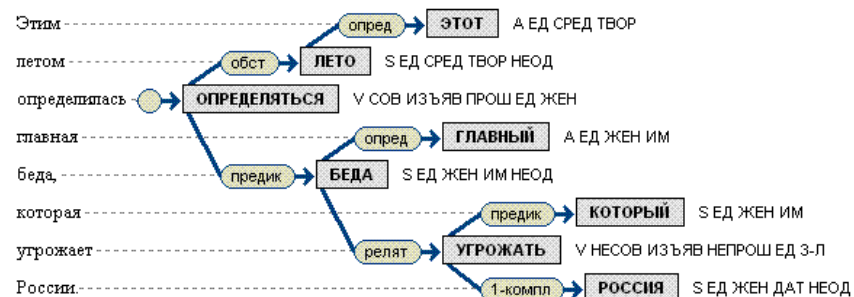 Этим опред ЭТОТ А ЕД СРЕД ТВОР
летом обст ЛЕТО S ЕД СРЕД ТВОР НЕОД
определилась ОПРЕДЕЛЯТЬСЯ V СОВ ИЗЪЯВ ПРОШ ЕД ЖЕН
главная опред ГЛАВНЫЙ А ЕД ЖЕН ИМ
беда, предик БЕДА S ЕД ЖЕН ИМ НЕОД
которая предик КОТОРЫЙ S ЕД ЖЕН ИМ
угрожает релят УГРОЖАТЬ V НЕСОВ ИЗЪЯВ НЕПРОШ ЕД 3-Л
России. 1-компл РОССИЯ S ЕД ЖЕН ДАТ НЕОД